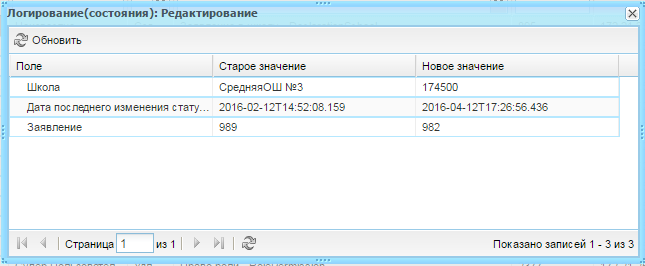 Логирование(состояния): Редактирование
Обновить
Поле Старое значение Новое значение
Школа СредняяОШ №3 174500
Дата последнего изменения стату... 2016-02-12T14:52:08.159 2016-04-12T17:26:56.436
Заявление 989 982
Страница 1 из 1 Показано записей 1 - 3 из 3